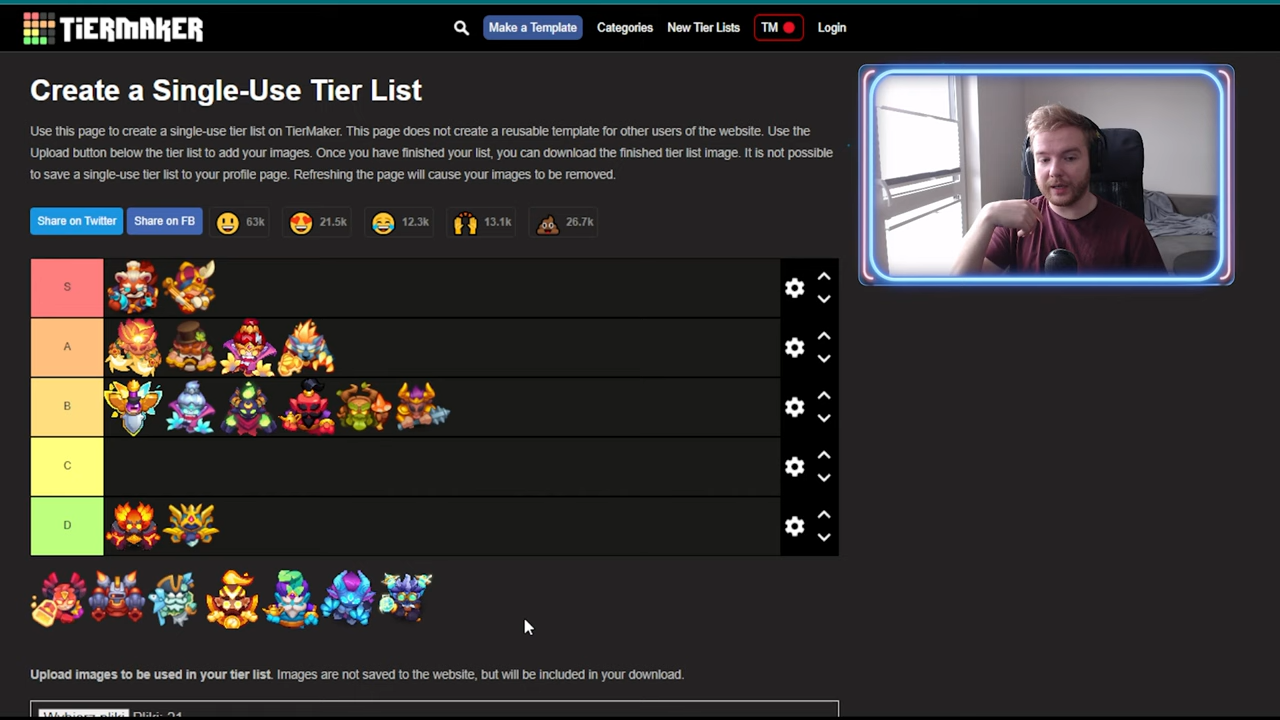 TiERMAKER
Make a Template
Categories
New Tier Lists
TM
Login
Create a Single-Use Tier List
Use this page to create a single-use tier list on TierMaker. This page does not create a reusable template for other users of the website. Use the
Upload button below the tier list to add your images. Once you have finished your list, you can download the finished tier list image. It is not possible
to save a single-use tier list to your profile page. Refreshing the page will cause your images to be removed.
Share on Twitter
Share on FB
63k
21.5k
12.3k
13.1k
26.7k
S
A
B
C
D
Upload images to be used in your tier list. Images are not saved to the website, but will be included in your download.
Wybierz pliki Pliki: 21